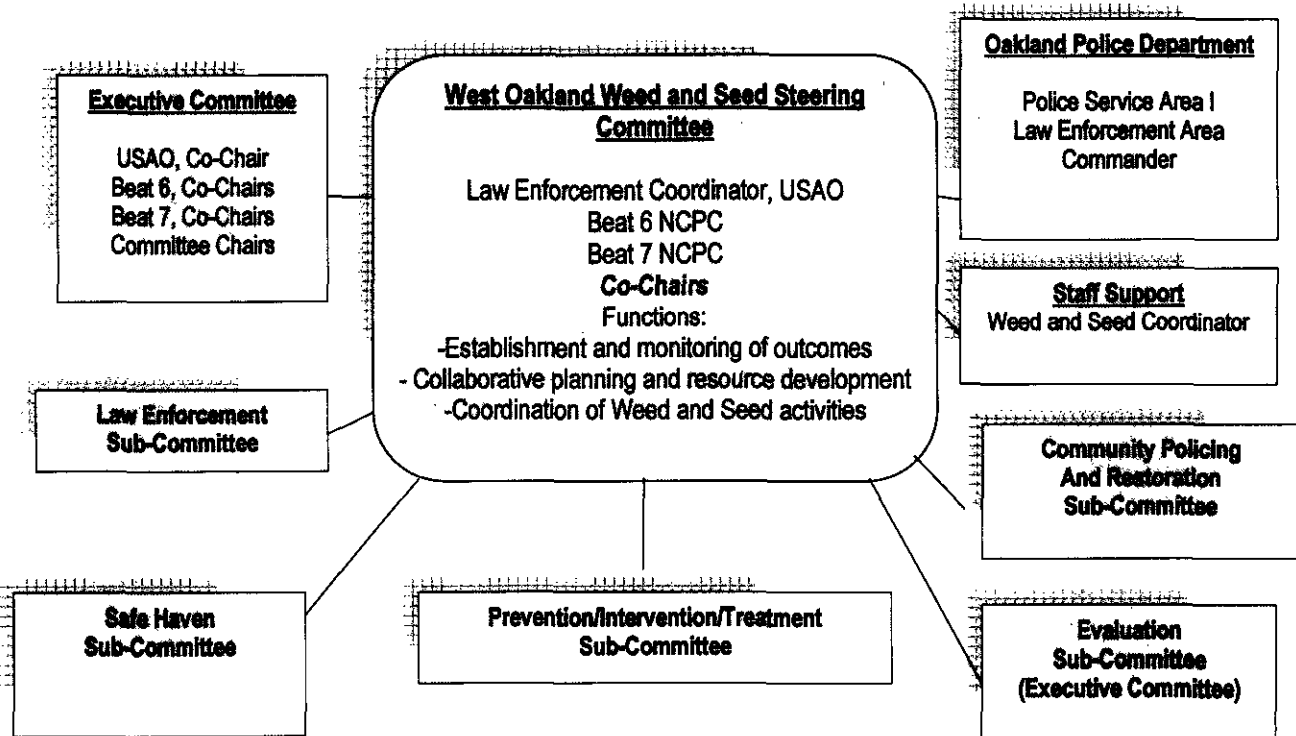 Executive Committee
USAO, Co-Chair
Beat 6, Co-Chairs
Beat 7, Co-Chairs
Committee Chairs
West Oakland Weed and Seed Steering
Committee
Law Enforcement Coordinator, USAO
Beat 6 NCPC
Beat 7 NCPC
Co-Chairs
Functions:
-Establishment and monitoring of outcomes
- Collaborative planning and resource development
-Coordination of Weed and Seed activities
Oakland Police Department
Police Service Area I
Law Enforcement Area
Commander
Staff Support
Weed and Seed Coordinator
Law Enforcement
Sub-Committee
Community Policing
And Restoration
Sub-Committee
Safe Haven
Sub-Committee
Prevention/Intervention/Treatment
Sub-Committee
Evaluation
Sub-Committee
(Executive Committee)